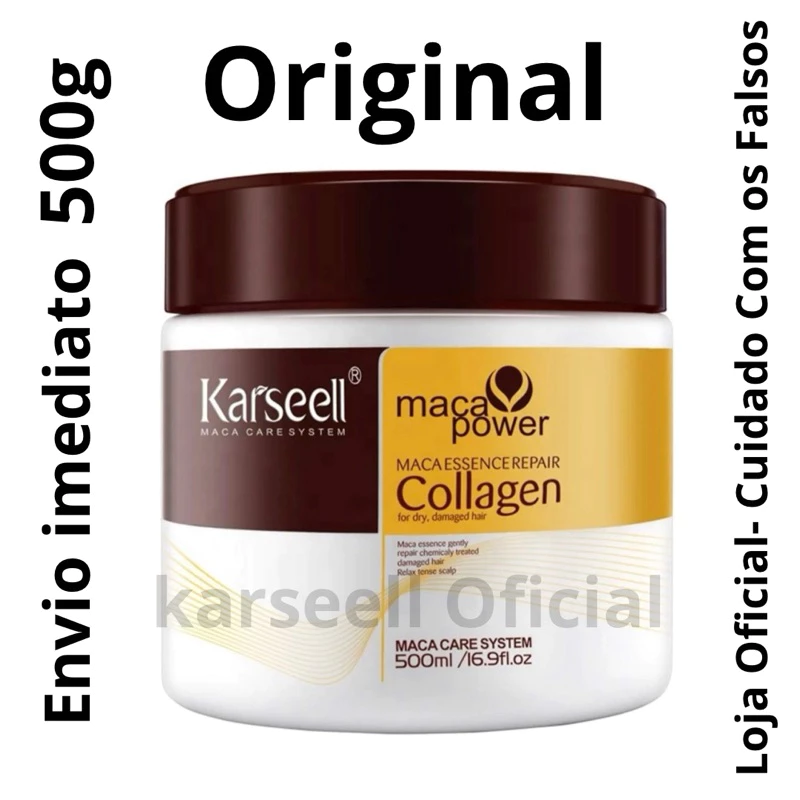 Original
Envio imediato 500g
Loja Oficial- Cuidado Com os Falsos
Karseell®
MACA CARE SYSTEM
maca
power
MACA ESSENCE REPAIR
Collagen
for dry, damaged hair
Maca essence gently
repair chemicaly treated
damaged hair
Relax tense scalp
karseell Oficial
MACA CARE SYSTEM
500ml /16.9fl.oz